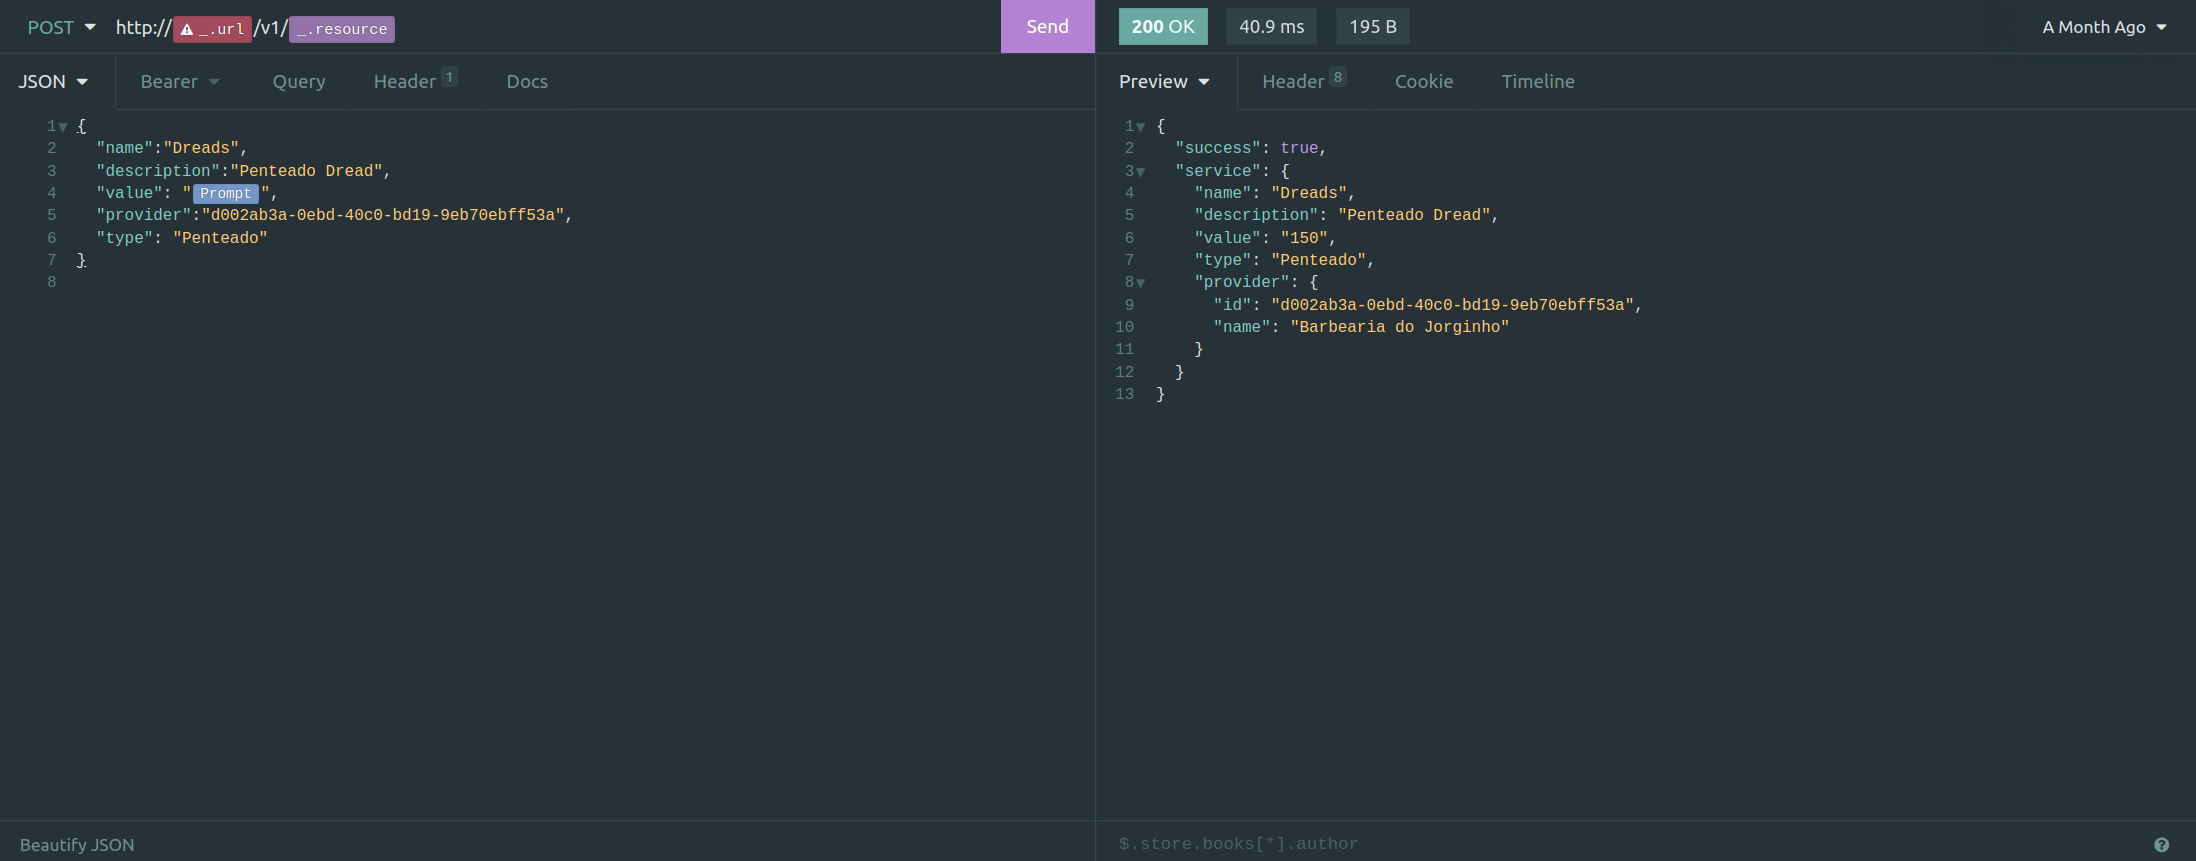 POST http:// _.url /v1/ _.resource Send
200 OK 40.9 ms 195 B A Month Ago
JSON Bearer Query Header 1 Docs
Preview Header 8 Cookie Timeline
1 {
2 "name":"Dreads",
3 "description":"Penteado Dread",
4 "value": " Prompt ",
5 "provider":"d002ab3a-0ebd-40c0-bd19-9eb70ebff53a",
6 "type": "Penteado"
7 }
8
1 {
2 "success": true,
3 "service": {
4 "name": "Dreads",
5 "description": "Penteado Dread",
6 "value": "150",
7 "type": "Penteado",
8 "provider": {
9 "id": "d002ab3a-0ebd-40c0-bd19-9eb70ebff53a",
10 "name": "Barbearia do Jorginho"
11 }
12 }
13 }
Beautify JSON
$.store.books[*].author ?